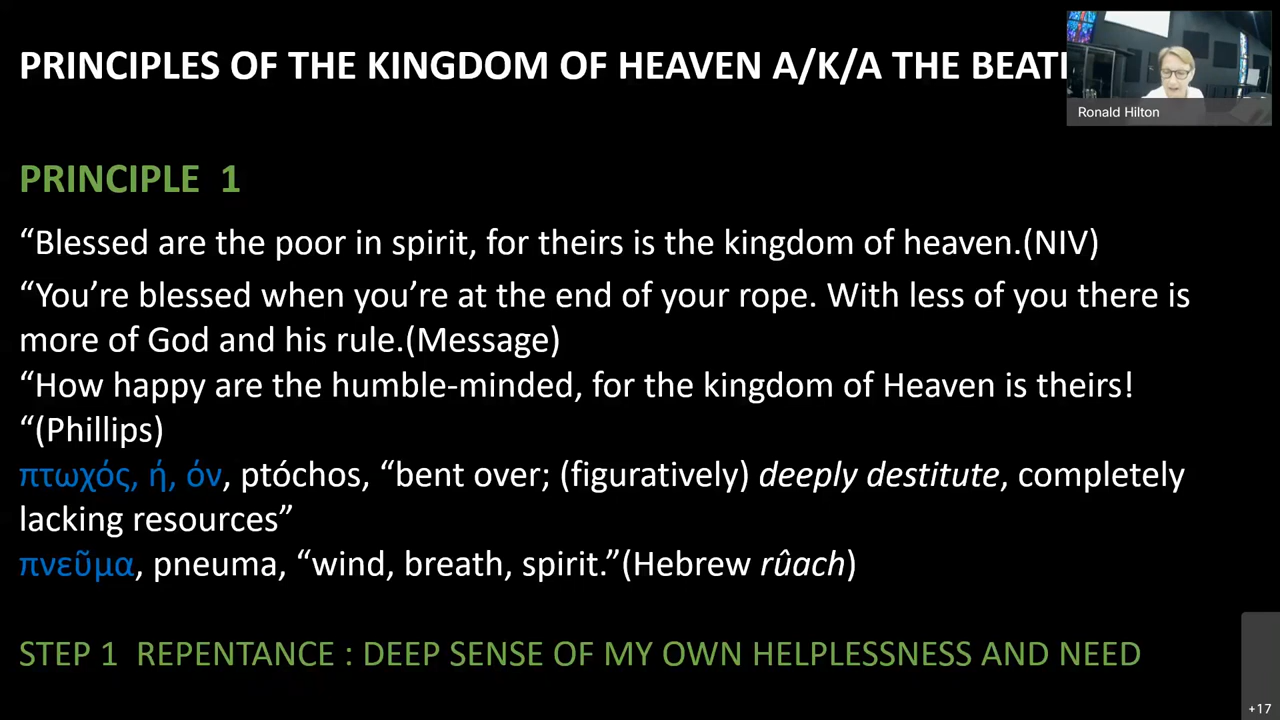 PRINCIPLES OF THE KINGDOM OF HEAVEN A/K/A THE BEATI
Ronald Hilton
PRINCIPLE 1
“Blessed are the poor in spirit, for theirs is the kingdom of heaven.(NIV)
“You’re blessed when you’re at the end of your rope. With less of you there is
more of God and his rule.(Message)
“How happy are the humble-minded, for the kingdom of Heaven is theirs!
“(Phillips)
πτωχός, ή, όν, ptóchos, “bent over; (figuratively) deeply destitute, completely
lacking resources”
πνεῦμα, pneuma, “wind, breath, spirit.”(Hebrew rûach)
STEP 1 REPENTANCE : DEEP SENSE OF MY OWN HELPLESSNESS AND NEED
+17